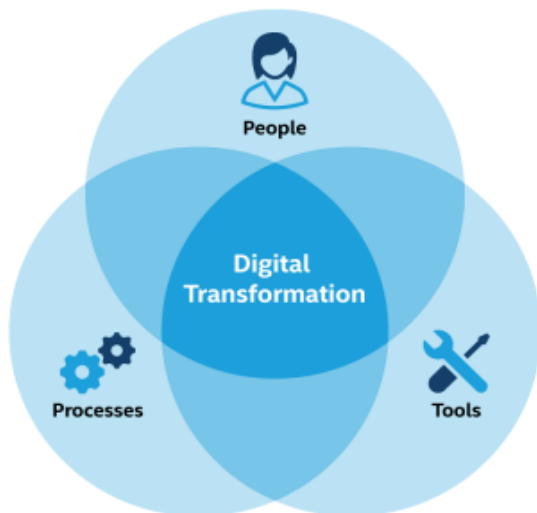 People
Digital
Transformation
Processes
Tools